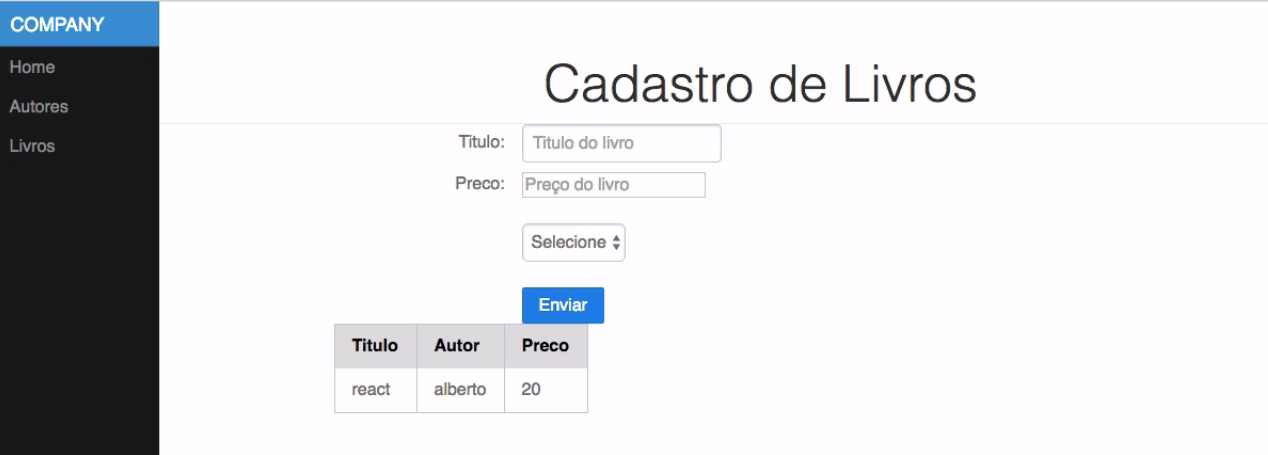 COMPANY
Home
Autores
Livros
Cadastro de Livros
Titulo: Titulo do livro
Preco: Preço do livro
Selecione
Enviar
Titulo Autor Preco
react alberto 20